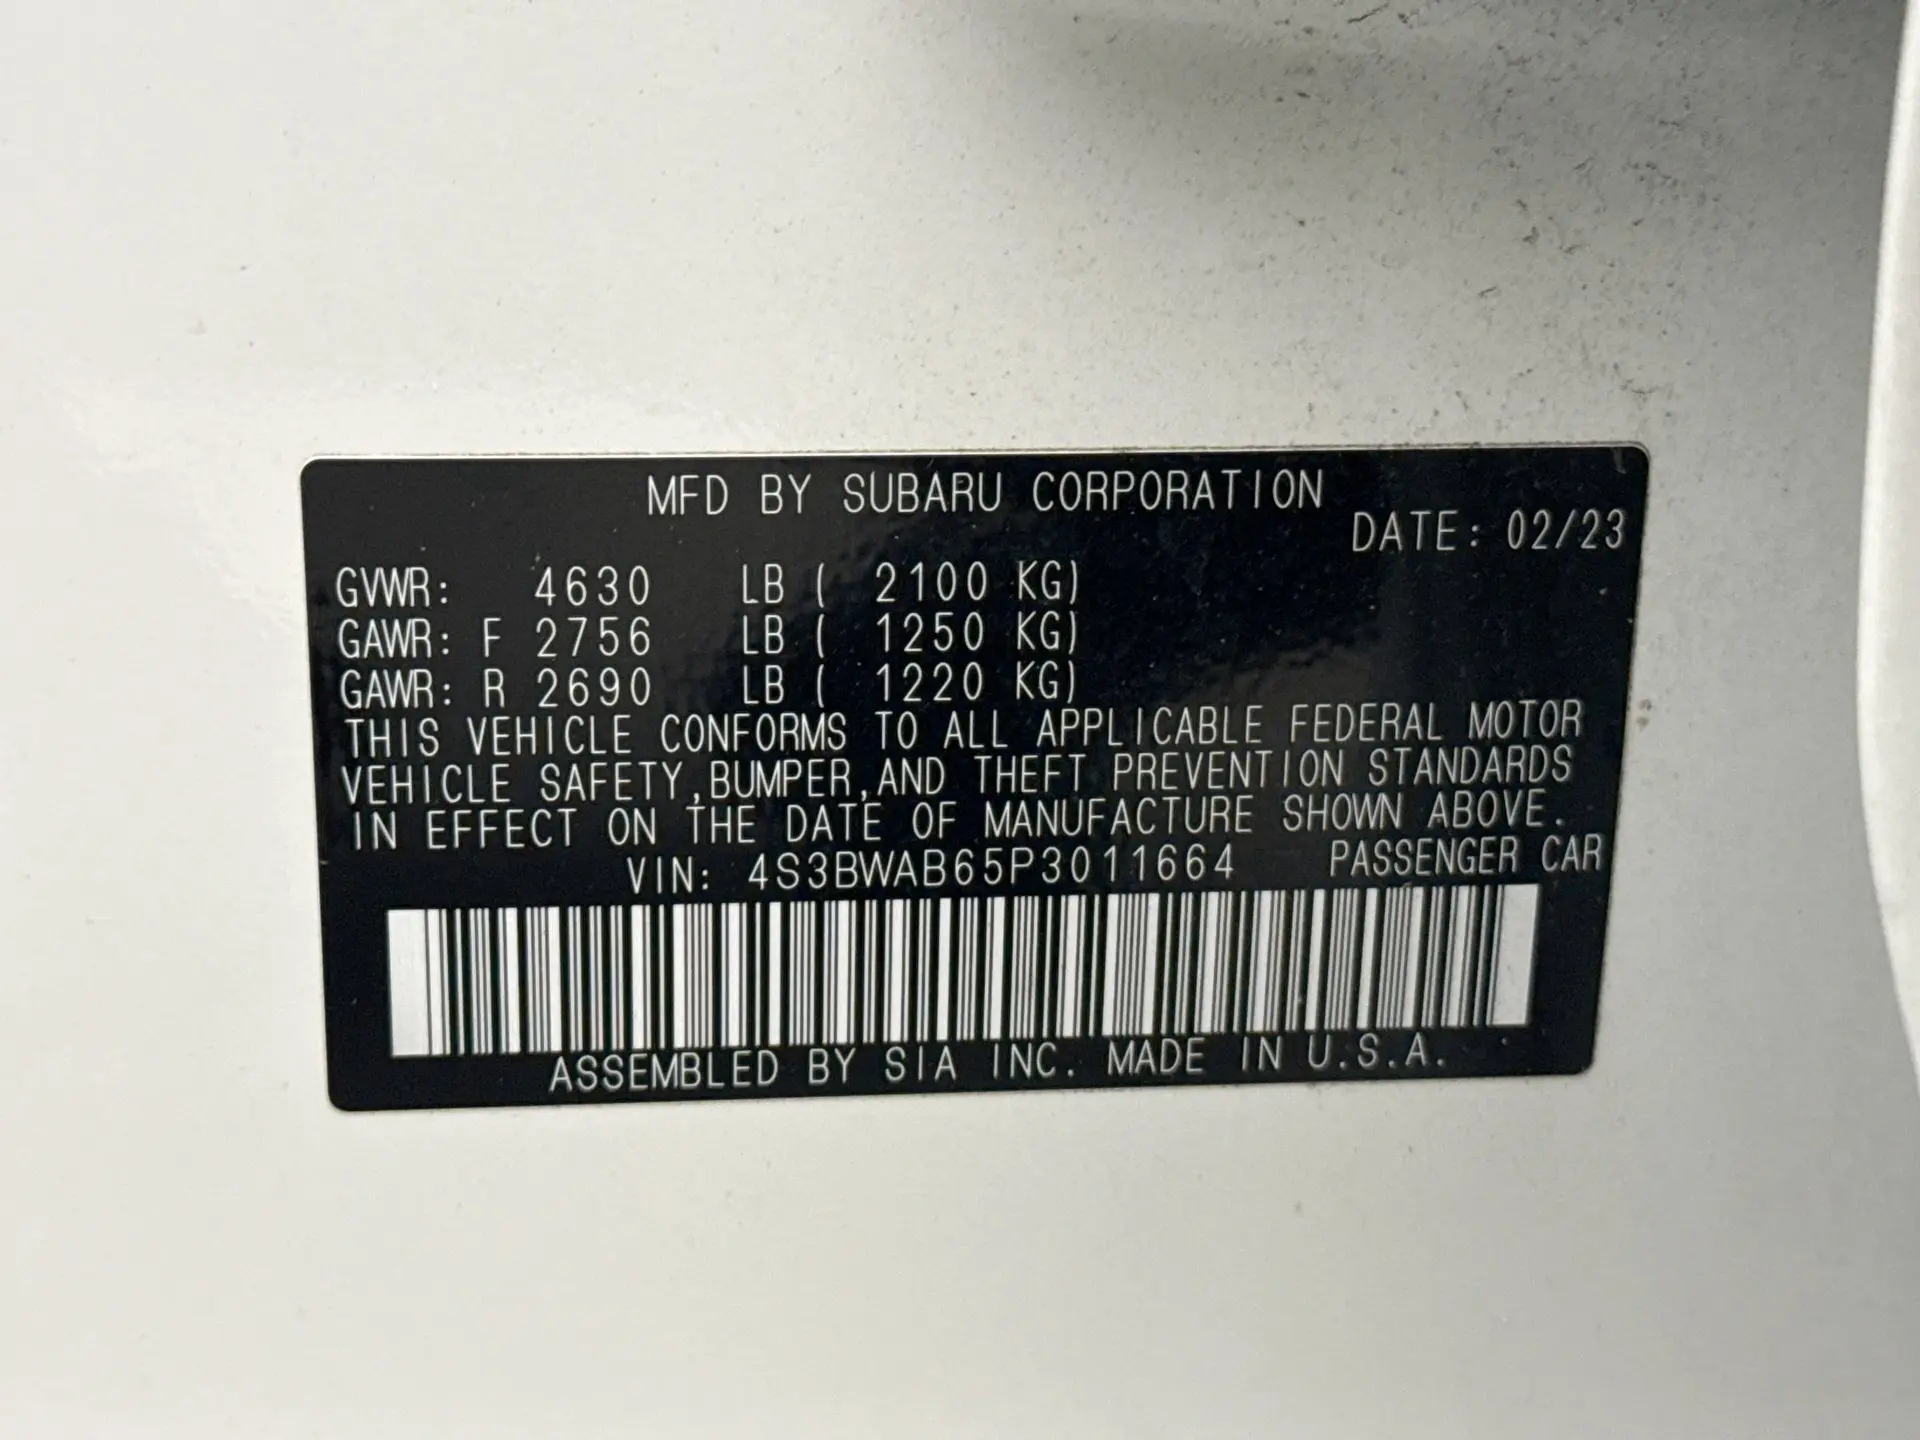 MFD BY SUBARU CORPORATION
DATE: 02/23
GVWR: 4630 LB ( 2100 KG)
GAWR: F 2756 LB ( 1250 KG)
GAWR: R 2690 LB ( 1220 KG)
THIS VEHICLE CONFORMS TO ALL APPLICABLE FEDERAL MOTOR
VEHICLE SAFETY,BUMPER,AND THEFT PREVENTION STANDARDS
IN EFFECT ON THE DATE OF MANUFACTURE SHOWN ABOVE.
VIN: 4S3BWAB65P3011664 PASSENGER CAR
ASSEMBLED BY SIA INC. MADE IN U.S.A.